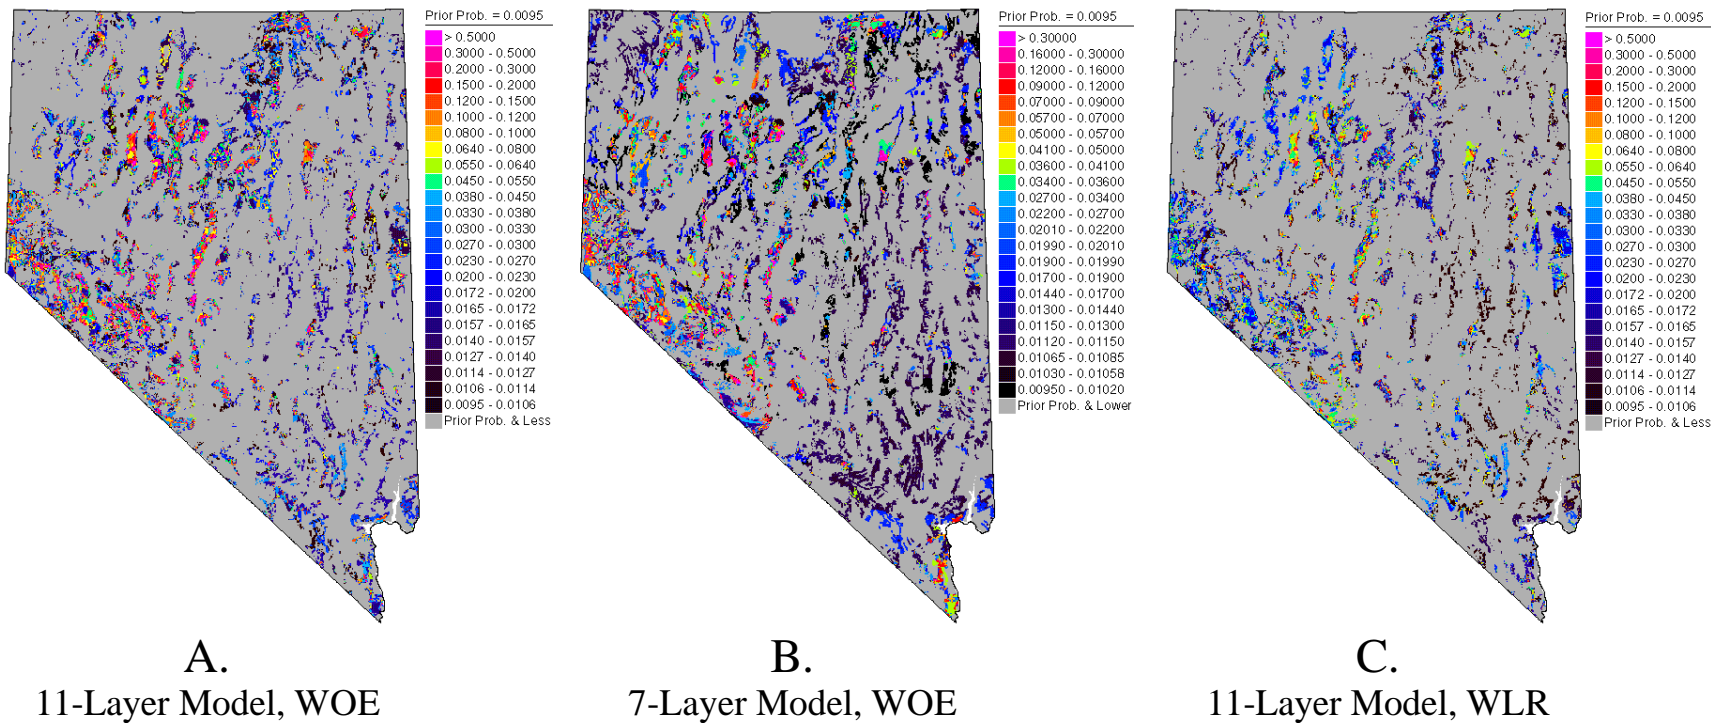 Prior Prob. = 0.0095
> 0.5000
0.3000 - 0.5000
0.2000 - 0.3000
0.1500 - 0.2000
0.1200 - 0.1500
0.1000 - 0.1200
0.0800 - 0.1000
0.0640 - 0.0800
0.0550 - 0.0640
0.0450 - 0.0550
0.0380 - 0.0450
0.0330 - 0.0380
0.0300 - 0.0330
0.0270 - 0.0300
0.0230 - 0.0270
0.0200 - 0.0230
0.0172 - 0.0200
0.0165 - 0.0172
0.0157 - 0.0165
0.0140 - 0.0157
0.0127 - 0.0140
0.0114 - 0.0127
0.0106 - 0.0114
0.0095 - 0.0106
Prior Prob. & Less
A.
11-Layer Model, WOE
Prior Prob. = 0.0095
> 0.30000
0.16000 - 0.30000
0.12000 - 0.16000
0.09000 - 0.12000
0.07000 - 0.09000
0.05700 - 0.07000
0.05000 - 0.05700
0.04100 - 0.05000
0.03600 - 0.04100
0.03400 - 0.03600
0.02700 - 0.03400
0.02200 - 0.02700
0.02010 - 0.02200
0.01990 - 0.02010
0.01900 - 0.01990
0.01700 - 0.01900
0.01440 - 0.01700
0.01300 - 0.01440
0.01150 - 0.01300
0.01120 - 0.01150
0.01065 - 0.01085
0.01030 - 0.01058
0.00950 - 0.01020
Prior Prob. & Lower
B.
7-Layer Model, WOE
Prior Prob. = 0.0095
> 0.5000
0.3000 - 0.5000
0.2000 - 0.3000
0.1500 - 0.2000
0.1200 - 0.1500
0.1000 - 0.1200
0.0800 - 0.1000
0.0640 - 0.0800
0.0550 - 0.0640
0.0450 - 0.0550
0.0380 - 0.0450
0.0330 - 0.0380
0.0300 - 0.0330
0.0270 - 0.0300
0.0230 - 0.0270
0.0200 - 0.0230
0.0172 - 0.0200
0.0165 - 0.0172
0.0157 - 0.0165
0.0140 - 0.0157
0.0127 - 0.0140
0.0114 - 0.0127
0.0106 - 0.0114
0.0095 - 0.0106
Prior Prob. & Less
C.
11-Layer Model, WLR